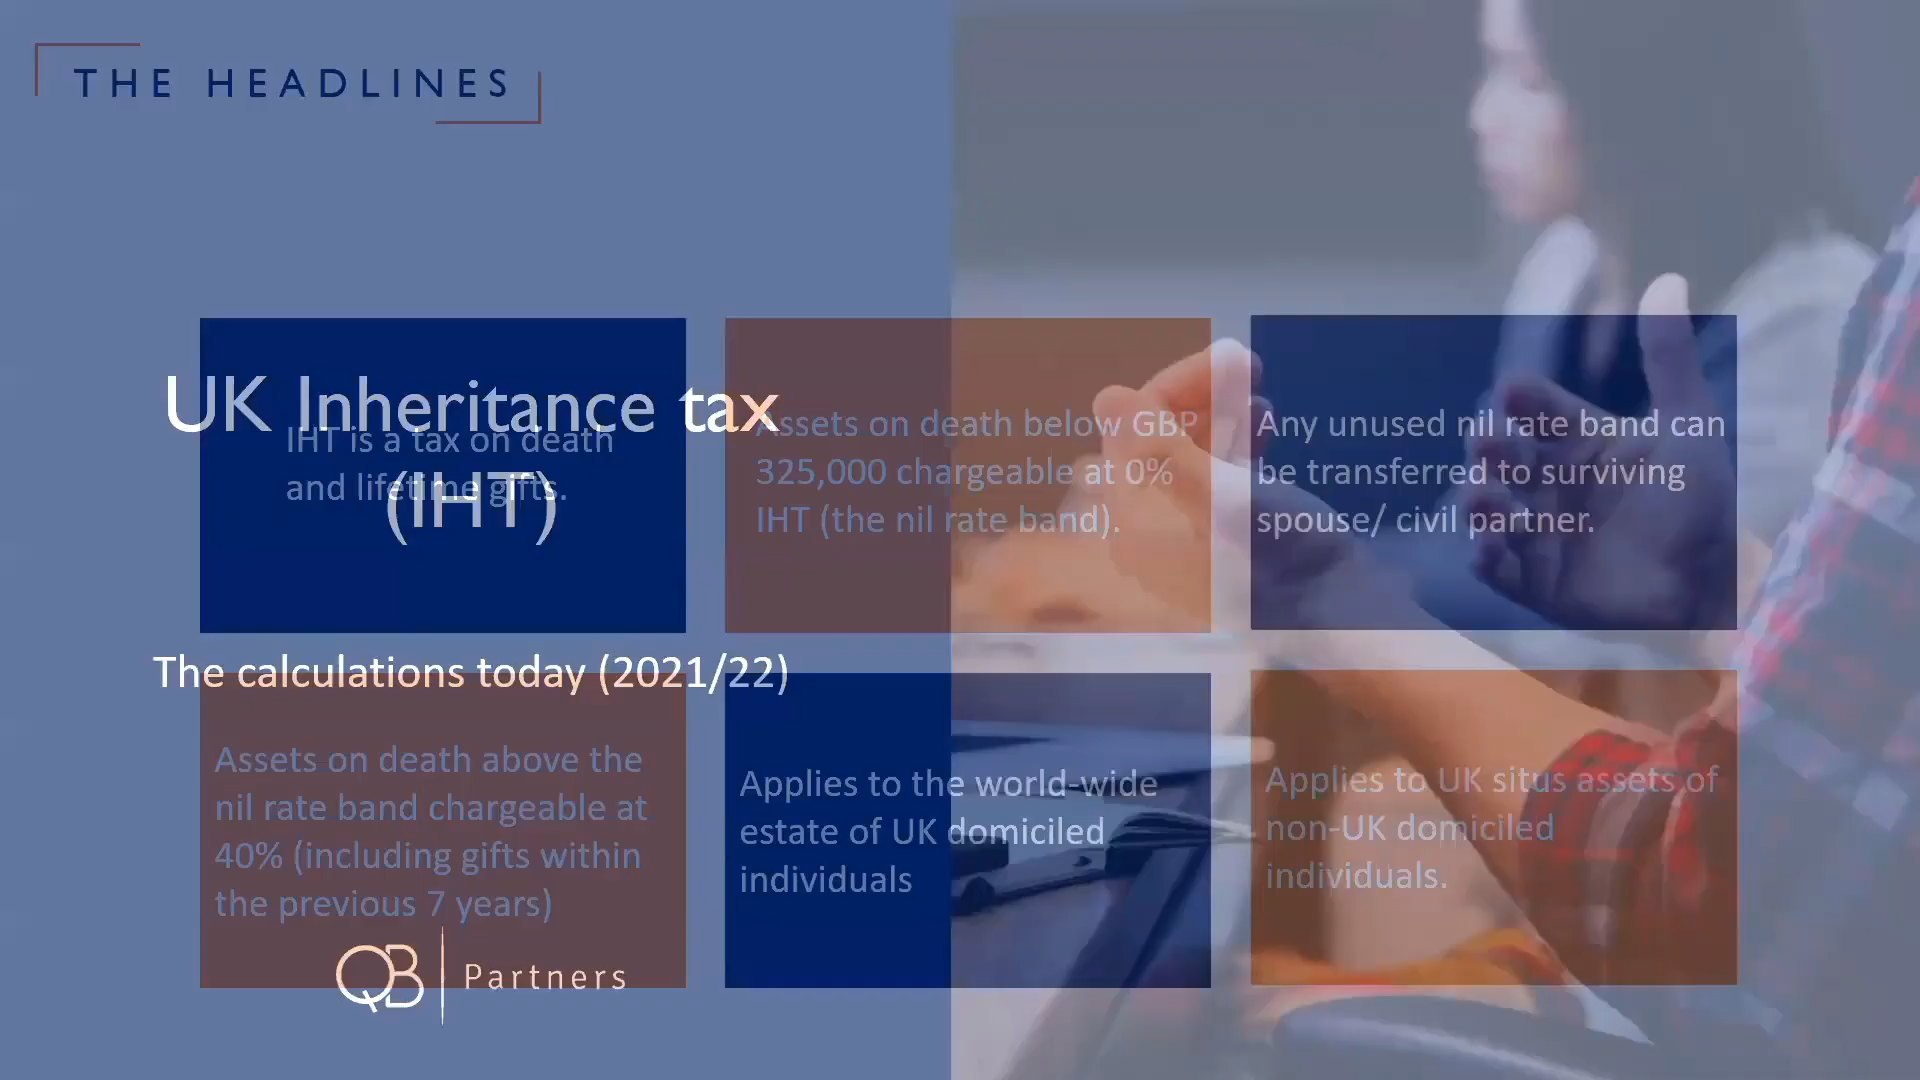 THE HEADLINES
UK Inheritance tax
(IHT)
The calculations today (2021/22)
IHT is a tax on death
and lifetime gifts.
Assets on death below GBP
325,000 chargeable at 0%
IHT (the nil rate band).
Any unused nil rate band can
be transferred to surviving
spouse/ civil partner.
Assets on death above the
nil rate band chargeable at
40% (including gifts within
the previous 7 years)
Applies to the world-wide
estate of UK domiciled
individuals
Applies to UK situs assets of
non-UK domiciled
individuals.
QB Partners